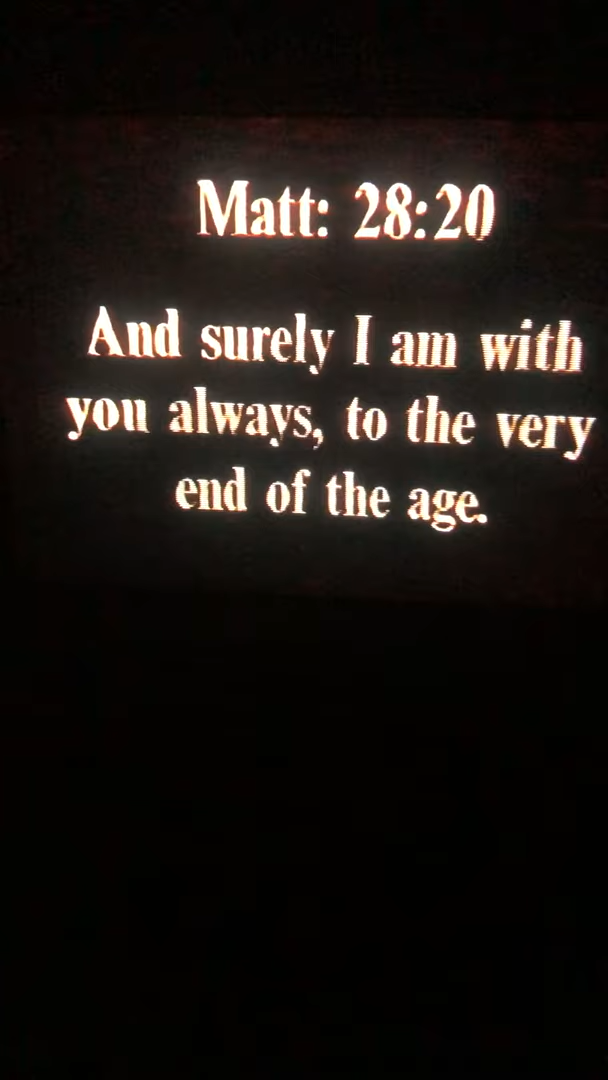 Matt: 28:20
And surely I am with
you always, to the very
end of the age.